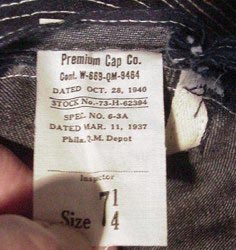 Premium Cap Co.
Cont. W-669-QM-9464
DATED OCT. 28, 1940
STOCK No.-73-H-62394
SPEC. NO. 6-3A
DATED MAR. 11, 1937
Phila. Q.M. Depot
Inspector
Size 7 1/4